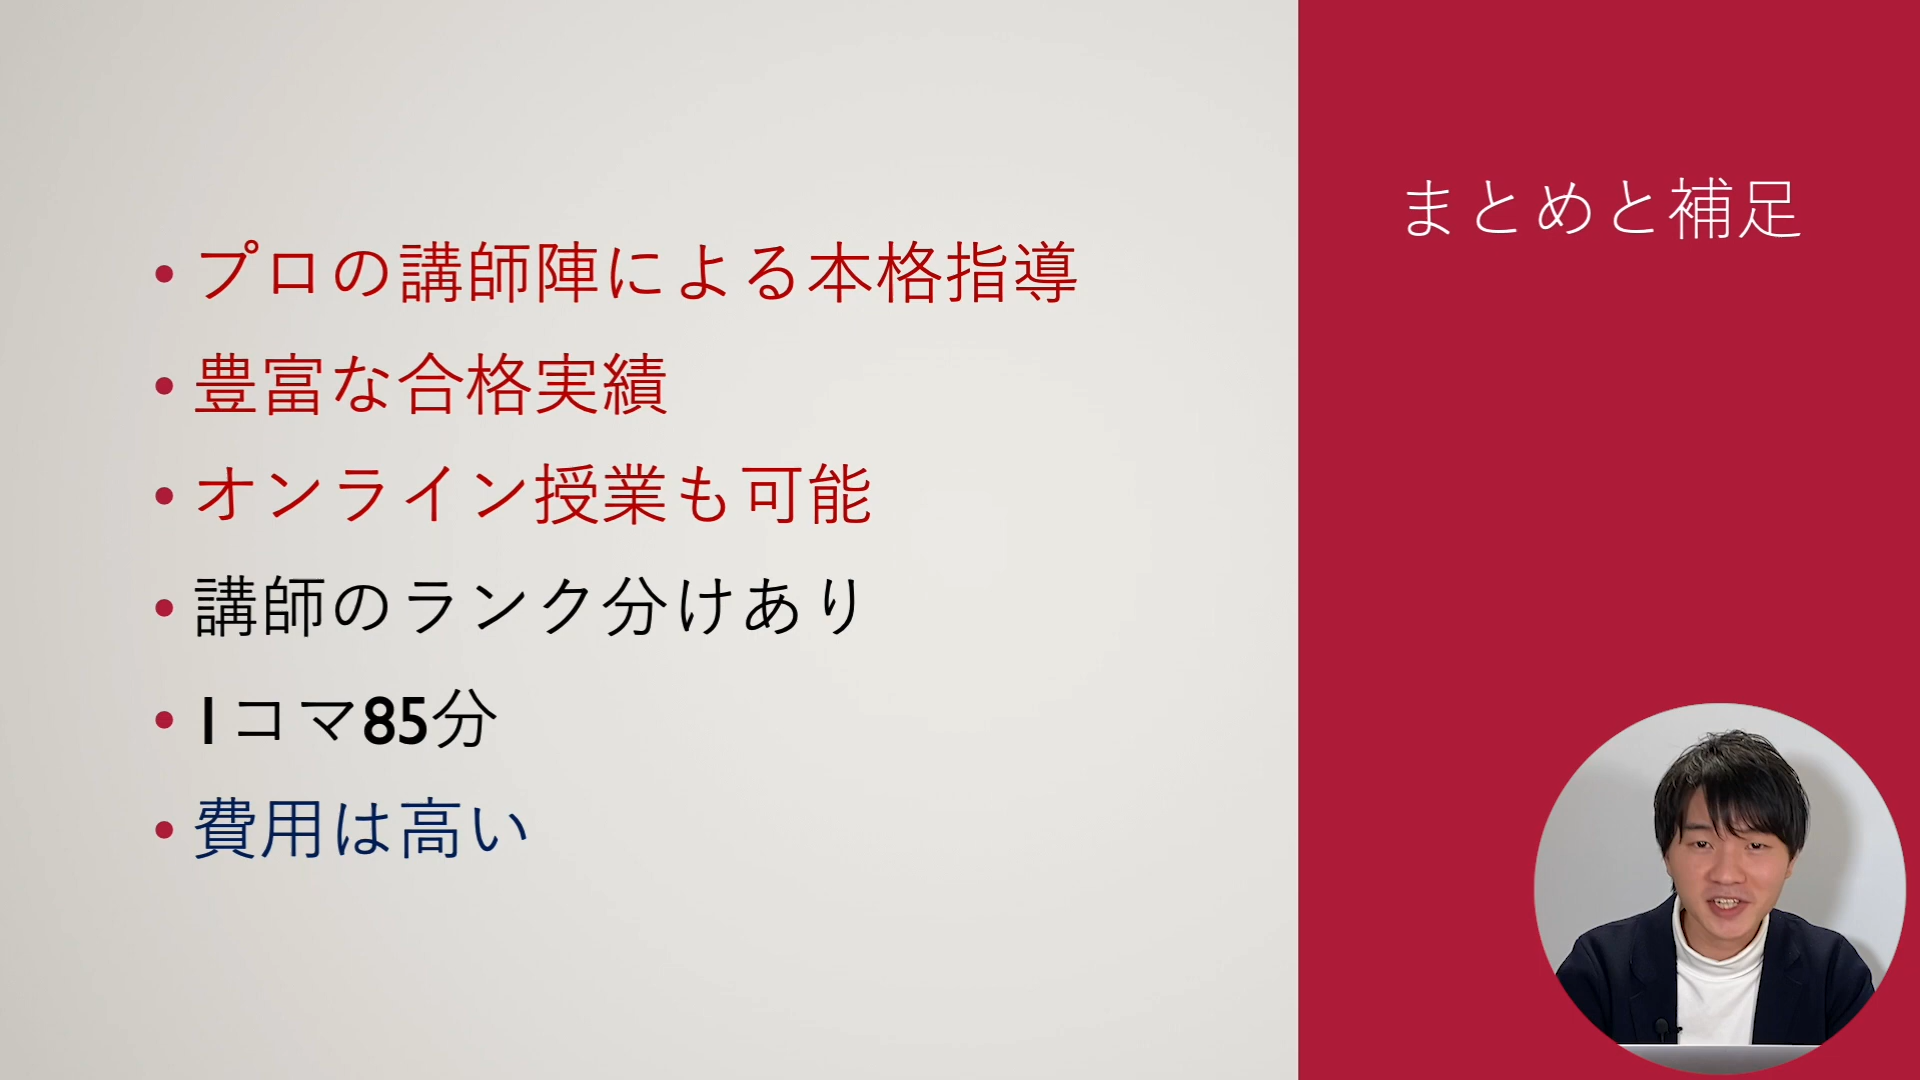 まとめと補足
• プロの講師陣による本格指導
• 豊富な合格実績
• オンライン授業も可能
• 講師のランク分けあり
• 1コマ85分
• 費用は高い